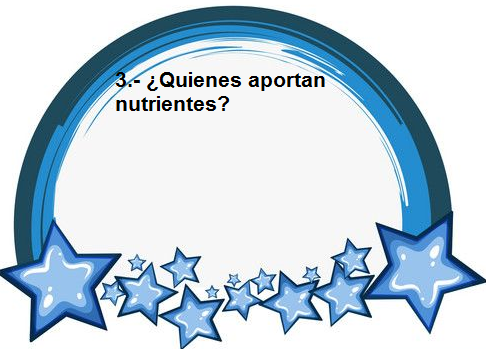 3.- ¿Quienes aportan
nutrientes?